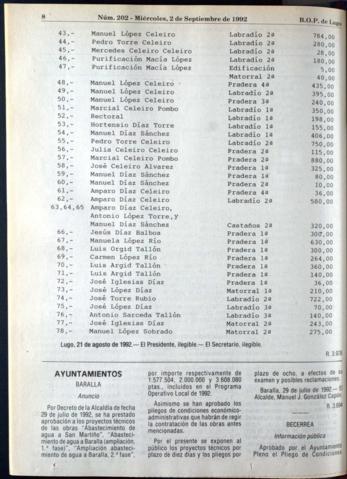 8 Núm. 202 - Miércoles, 2 de Septiembre de 1992 B.O.P. de Lugo
43,- Manuel López Celeiro Labradío 2ª 784,00
44,- Pedro Torre Celeiro Labradío 2ª 280,00
45,- Mercedes Celeiro Celeiro Labradío 2ª 28,00
46,- Purificación Macía López Labradío 2ª 180,00
47,- Purificación Macía López Edificación 5,00
Matorral 2ª 40,00
48,- Manuel López Celeiro Pradera 4ª 435,00
49,- Manuel López Celeiro Labradío 2ª 395,00
50,- Manuel López Celeiro Pradera 3ª 240,00
51,- Marcial Celeiro Pombo Labradío 1ª 350,00
52,- Rectoral Labradío 1ª 198,00
53,- Hortensio Díaz Torre Labradío 1ª 155,00
54,- Manuel Díaz Sánchez Labradío 1ª 406,00
55,- Pedro Torre Celeiro Labradío 2ª 750,00
56,- Julia Celeiro Celeiro Pradera 2ª 115,00
57,- Marcial Celeiro Pombo Pradera 2ª 880,00
58,- José Celeiro Alvarez Pradera 1ª 325,00
59,- Manuel Díaz Sánchez Pradera 1ª 80,00
60,- Manuel Díaz Sánchez Pradera 2ª 10,00
61,- Amparo Díaz Celeiro Pradera 4ª 36,00
62,- Amparo Díaz Celeiro Labradío 2ª 580,00
63,64,65 Amparo Díaz Celeiro,
Antonio López Torre,y
Manuel Díaz Sánchez Castaños 2ª 320,00
66,- Jesús Díaz Balboa Pradera 1ª 300,00
67,- Manuela López Río Pradera 1ª 630,00
68,- Luis Orgid Tallón Pradera 1ª 300,00
69,- Carmen López Río Pradera 1ª 264,00
70,- Luis Argid Tallón Pradera 1ª 360,00
71,- Luis Argid Tallón Pradera 1ª 140,00
72,- José Iglesias Díaz Pradera 1ª 36,00
73,- José López Díaz Matorral 1ª 210,00
74,- José Torre Rubio Labradío 2ª 722,00
75,- José López Díaz Labradío 3ª 70,00
76,- Antonio Sarceda Tallón Labradío 3ª 140,00
77,- José Iglesias Díaz Matorral 2ª 243,00
78,- Manuel López Sobrado Matorral 2ª 275,00
Lugo, 21 de agosto de 1992.— El Presidente, ilegible.— El Secretario, ilegible.
AYUNTAMIENTOS
BARALLA
Anuncio
Por Decreto de la Alcaldía de fecha
29 de julio de 1992, se ha prestado
aprobación a los proyectos técnicos
de las obras "Abastecimiento de
agua a San Martiño", "Abasteci-
miento de agua a Baralla (ampliación,
1.ª fase)", "Ampliación abasteci-
miento de agua a Baralla, 2.ª fase".
por importe respectivamente de
1.577.504, 2.000.000 y 3.608.080
ptas., incluidos en el Programa
Operativo Local de 1992.
Asimismo se han aprobado los
pliegos de condiciones económico-
administrativas que habrán de regir
la contratación de las obras antes
mencionadas.
Por el presente se exponen al
público los proyectos técnicos por
plazo de diez días y los pliegos por
plazo de ocho, a efectos de su
examen y posibles reclamaciones.
Baralla, 29 de julio de 1992.— El
Alcalde, Manuel J. González Capón.
BECERREA
Información pública
Aprobado por el Ayuntamiento
Pleno el Pliego de Condiciones